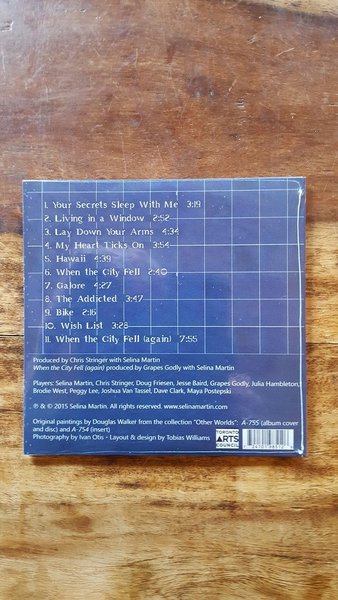 1. Your Secrets Sleep With Me 3:19
2. Living in a Window 2:52
3. Lay Down Your Arms 4:34
4. My Heart Ticks On 3:54
5. Hawaii 4:39
6. When the City Fell 2:40
7. Galore 4:27
8. The Addicted 3:47
9. Bike 2:16
10. Wish List 3:28
11. When the City Fell (again) 7:55
Produced by Chris Stringer with Selina Martin
When the City Fell (again) produced by Grapes Godly with Selina Martin
Players: Selina Martin, Chris Stringer, Doug Friesen, Jesse Baird, Grapes Godly, Julia Hambleton,
Brodie West, Peggy Lee, Joshua Van Tassel, Dave Clark, Maya Postepski
℗ & © 2015 Selina Martin. All rights reserved. www.selinamartin.com
Original paintings by Douglas Walker from the collection "Other Worlds": A-755 (album cover
and disc) and A-754 (insert)
Photography by Ivan Otis • Layout & design by Tobias Williams
TORONTO
ARTS
COUNCIL